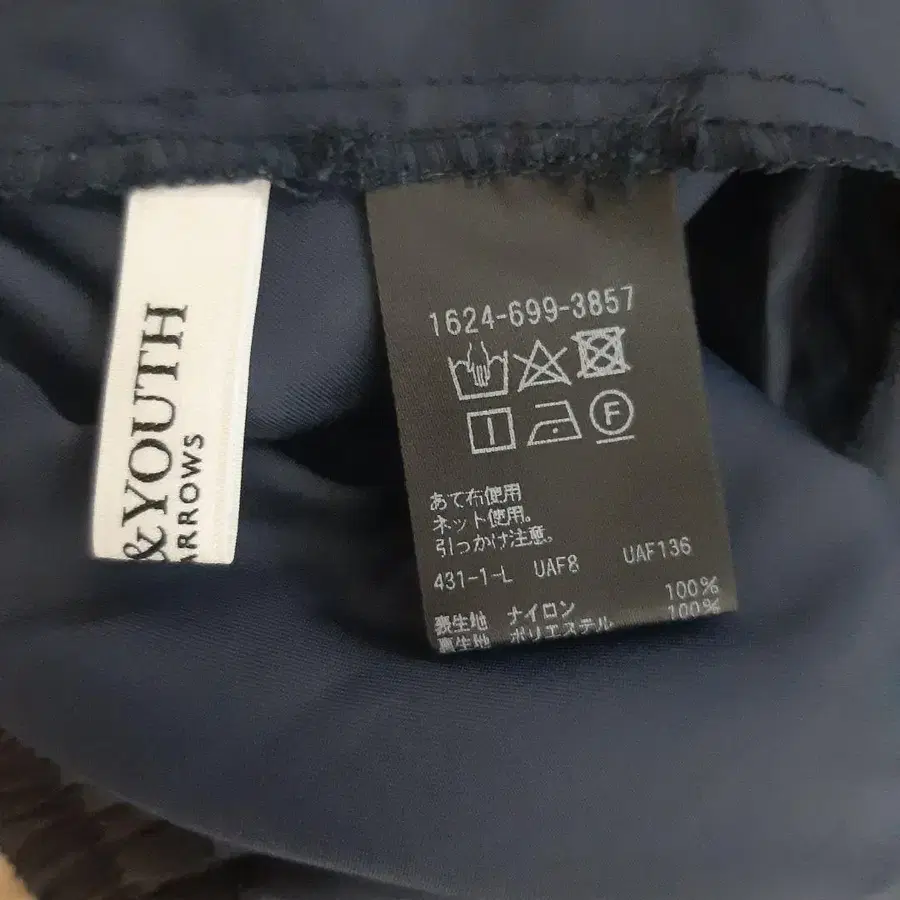 &YOUTH
ARROWS
1624-699-3857
F
あて布使用
ネット使用。
引っかけ注意。
431-1-L UAF8 UAF136
表生地 ナイロン 100%
裏生地 ポリエステル 100%